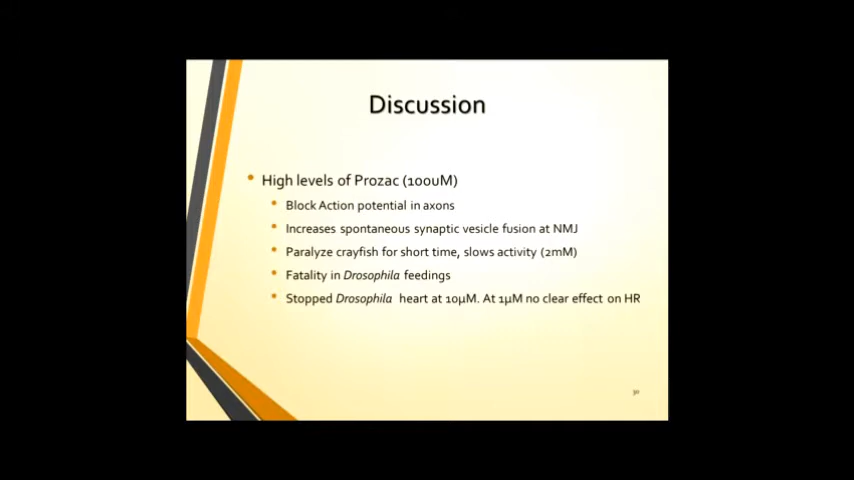 Discussion
• High levels of Prozac (100uM)
• Block Action potential in axons
• Increases spontaneous synaptic vesicle fusion at NMJ
• Paralyze crayfish for short time, slows activity (2mM)
• Fatality in Drosophila feedings
• Stopped Drosophila heart at 10µM. At 1µM no clear effect on HR